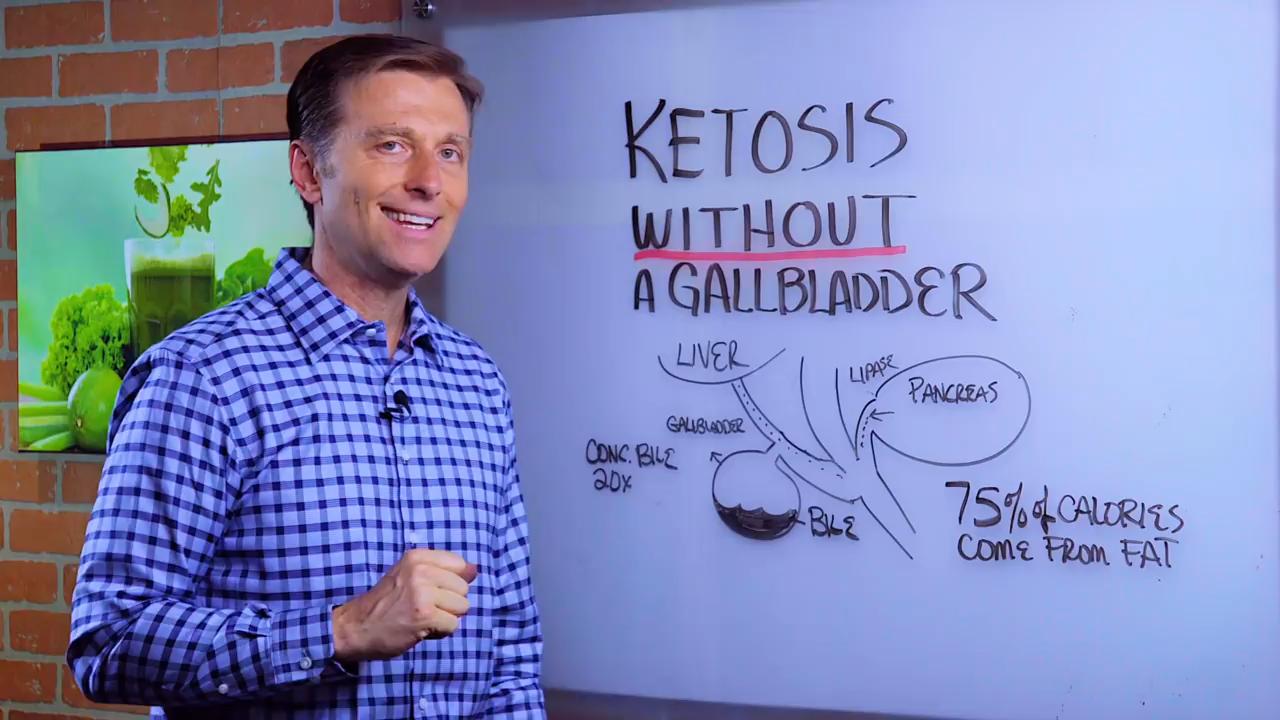 KETOSIS
WITHOUT
A GALLBLADDER
LIVER
LIPASE
PANCREAS
GALLBLADDER
CONC. BILE
20X
BILE
75% of CALORIES
COME FROM FAT